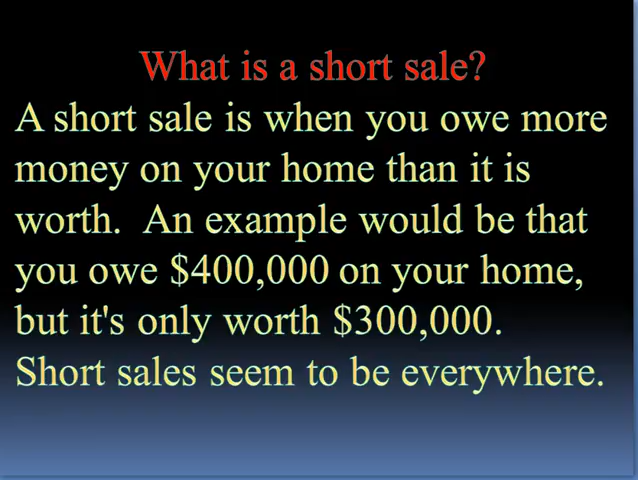 What is a short sale?
A short sale is when you owe more
money on your home than it is
worth.  An example would be that
you owe $400,000 on your home,
but it's only worth $300,000.
Short sales seem to be everywhere.